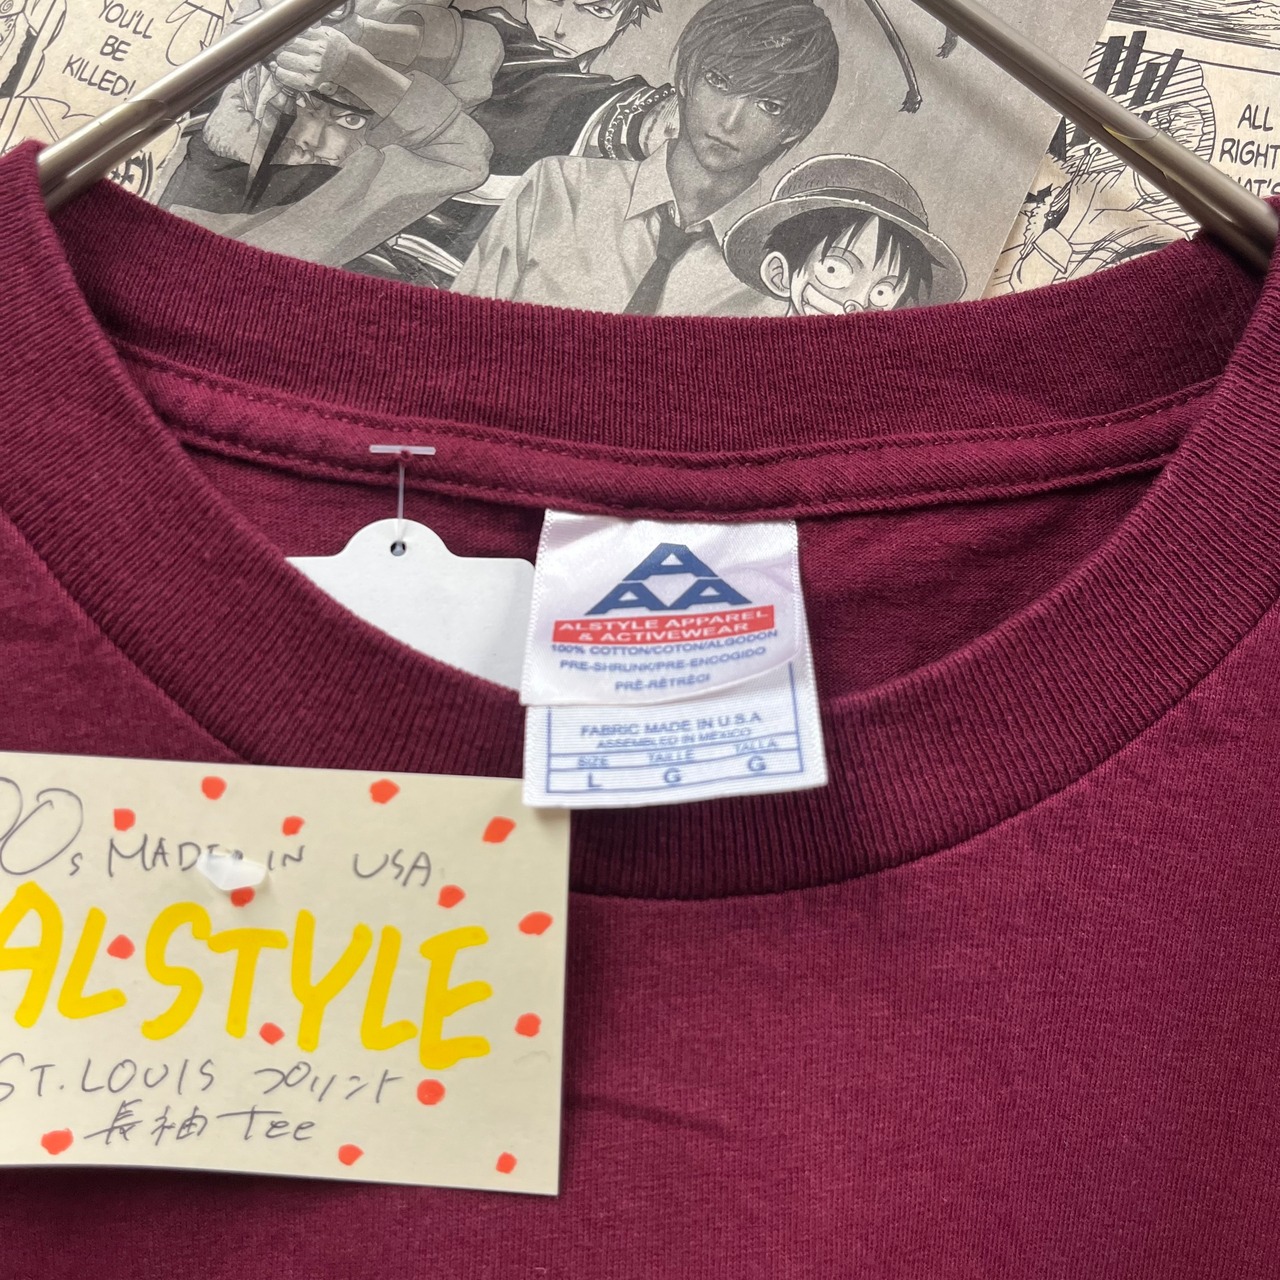 YOU'LL
BE
KILLED!
ALL
RIGHT
AAA
ALSTYLE APPAREL
& ACTIVEWEAR
100% COTTON/COTON/ALGODON
PRE-SHRUNK/PRE-ENCOGIDO
PRÉ-RÉTRÉCI
FABRIC MADE IN U.S.A
ASSEMBLED IN MEXICO
SIZE TAILLE TALLA
L G G
MADE IN USA
ALSTYLE
ST. LOUIS プリント
長袖 Tee